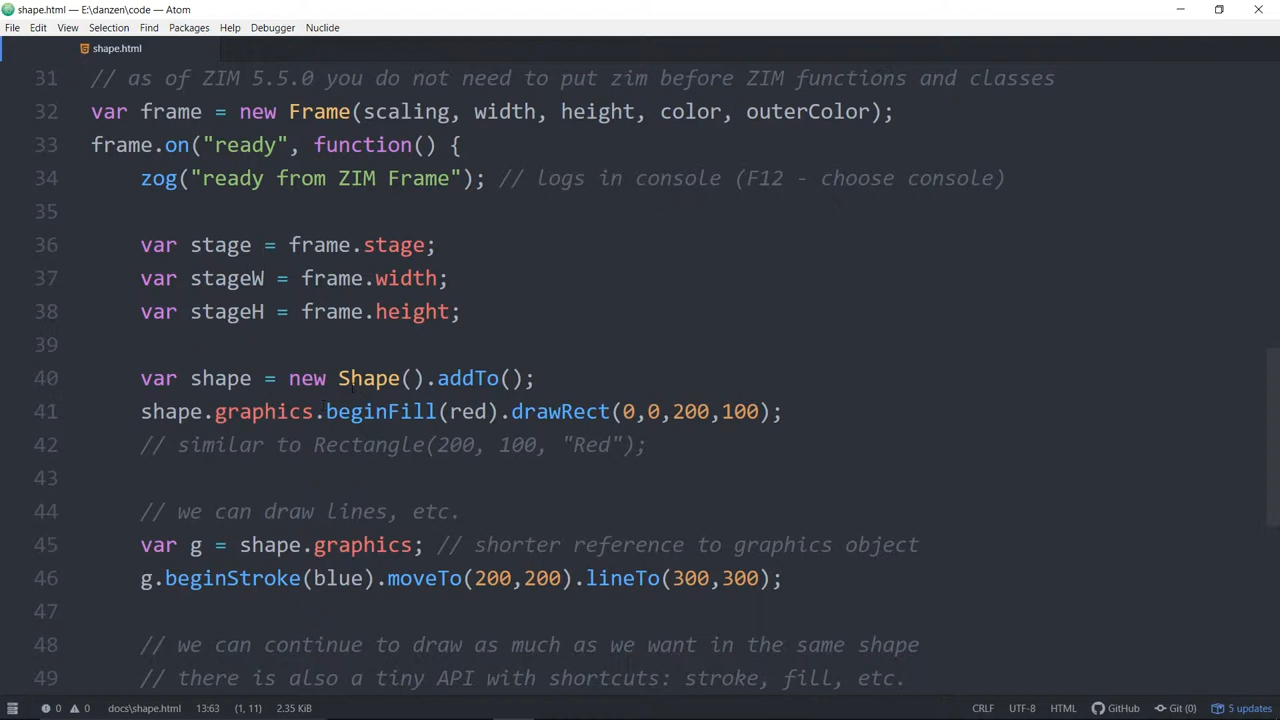 shape.html — E:\danzen\code — Atom
File Edit View Selection Find Packages Help Debugger Nuclide
shape.html
31 // as of ZIM 5.5.0 you do not need to put zim before ZIM functions and classes
32 var frame = new Frame(scaling, width, height, color, outerColor);
33 frame.on("ready", function() {
34 zog("ready from ZIM Frame"); // logs in console (F12 - choose console)
35
36 var stage = frame.stage;
37 var stageW = frame.width;
38 var stageH = frame.height;
39
40 var shape = new Shape().addTo();
41 shape.graphics.beginFill(red).drawRect(0,0,200,100);
42 // similar to Rectangle(200, 100, "Red");
43
44 // we can draw lines, etc.
45 var g = shape.graphics; // shorter reference to graphics object
46 g.beginStroke(blue).moveTo(200,200).lineTo(300,300);
47
48 // we can continue to draw as much as we want in the same shape
49 // there is also a tiny API with shortcuts: stroke, fill, etc.
0 0 docs\shape.html 13:63 (1, 11) 2.35 KiB CRLF UTF-8 HTML GitHub Git (0) 5 updates